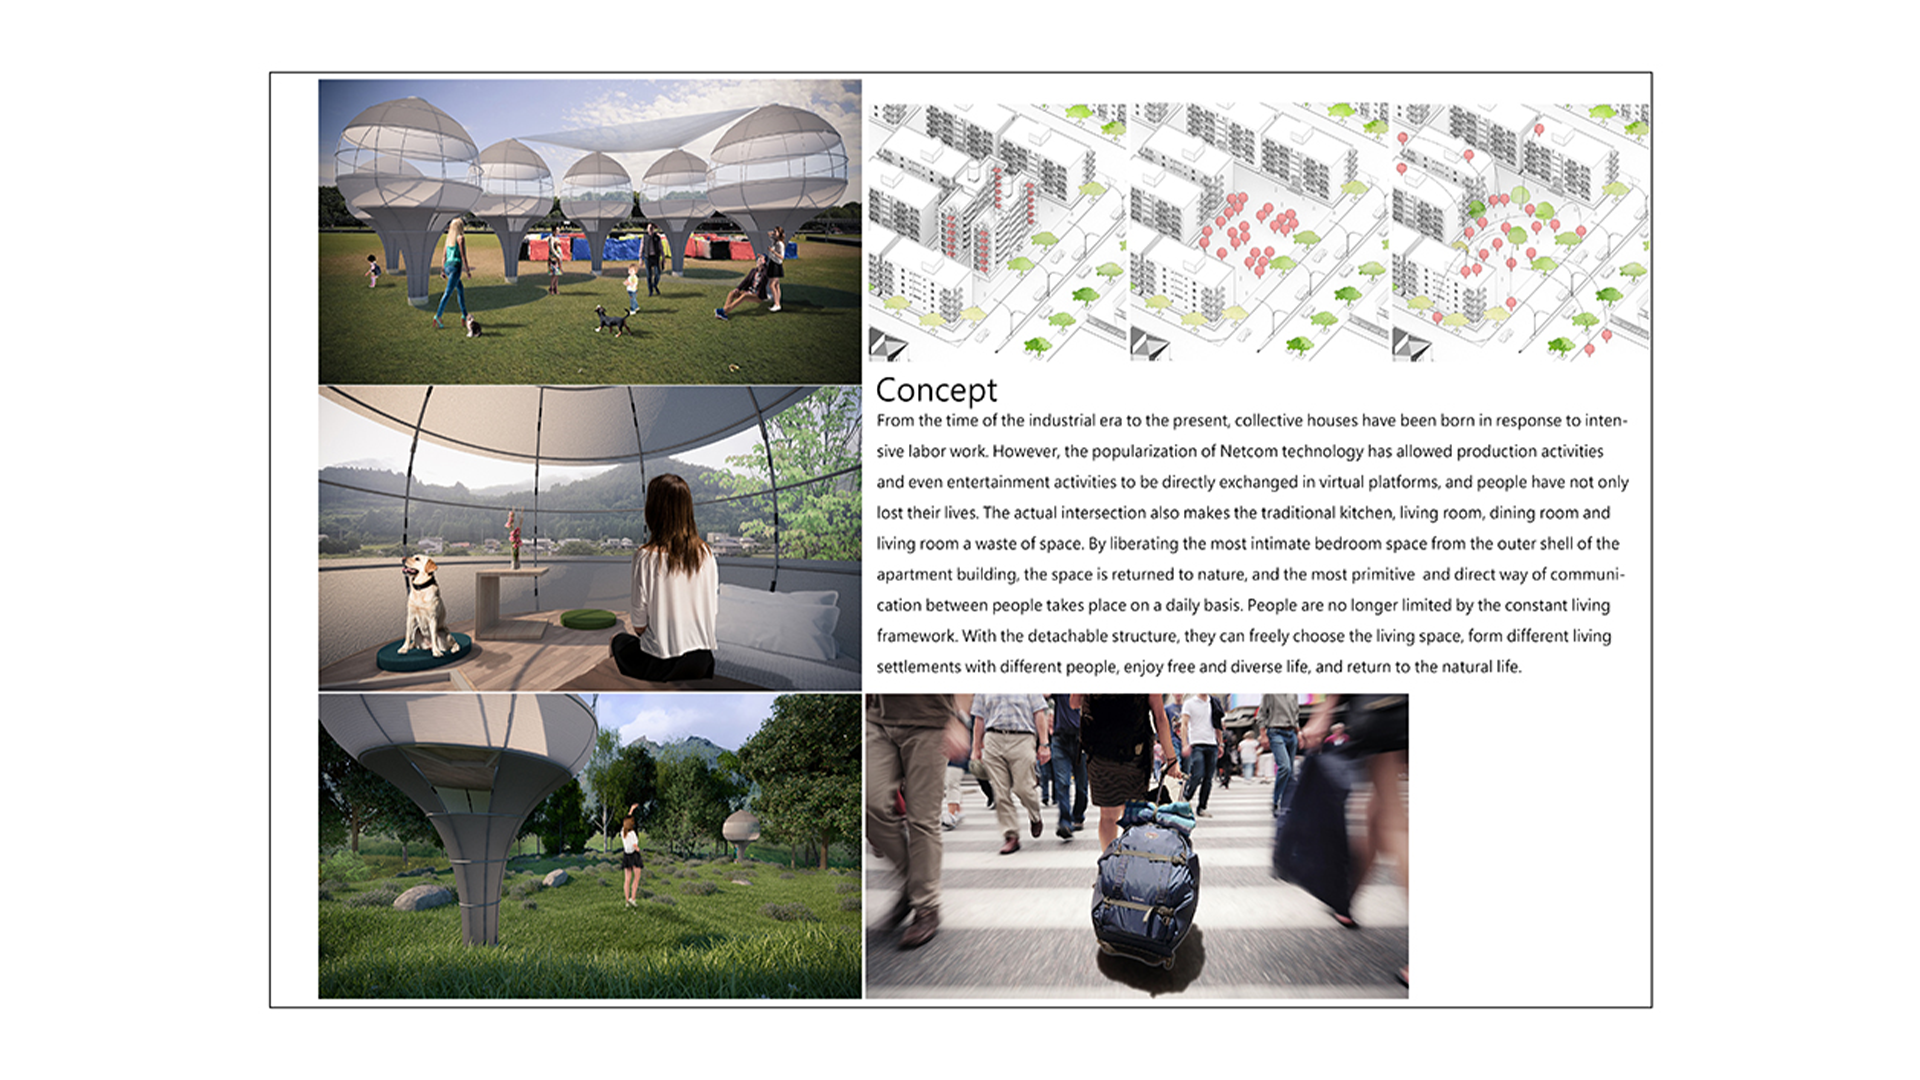 Concept
From the time of the industrial era to the present, collective houses have been born in response to inten-
sive labor work. However, the popularization of Netcom technology has allowed production activities
and even entertainment activities to be directly exchanged in virtual platforms, and people have not only
lost their lives. The actual intersection also makes the traditional kitchen, living room, dining room and
living room a waste of space. By liberating the most intimate bedroom space from the outer shell of the
apartment building, the space is returned to nature, and the most primitive  and direct way of communi-
cation between people takes place on a daily basis. People are no longer limited by the constant living
framework. With the detachable structure, they can freely choose the living space, form different living
settlements with different people, enjoy free and diverse life, and return to the natural life.